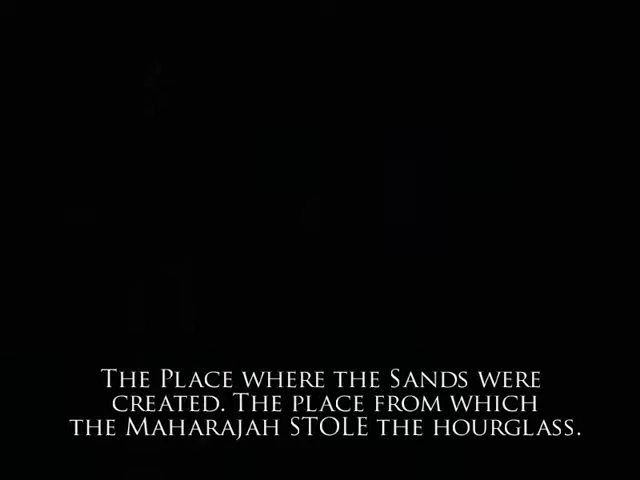 The Place where the Sands were
created. The place from which
the Maharajah STOLE the hourglass.